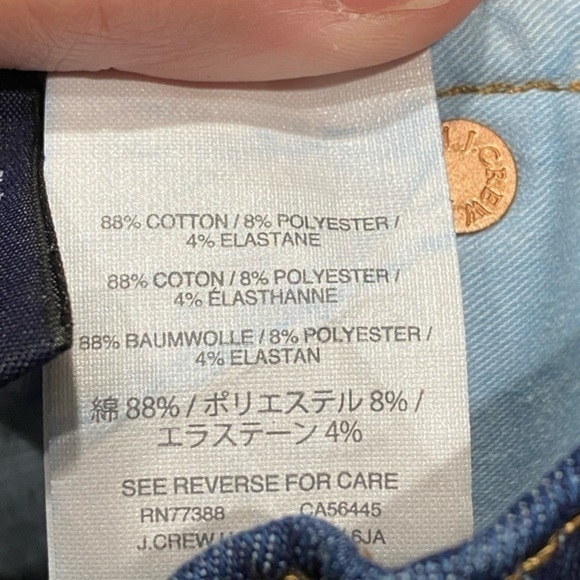 88% COTTON / 8% POLYESTER /
4% ELASTANE
88% COTON / 8% POLYESTER /
4% ÉLASTHANNE
88% BAUMWOLLE / 8% POLYESTER /
4% ELASTAN
綿 88% / ポリエステル 8% /
エラステーン 4%
SEE REVERSE FOR CARE
RN77388 CA56445
J.CREW 6JA
J.CREW